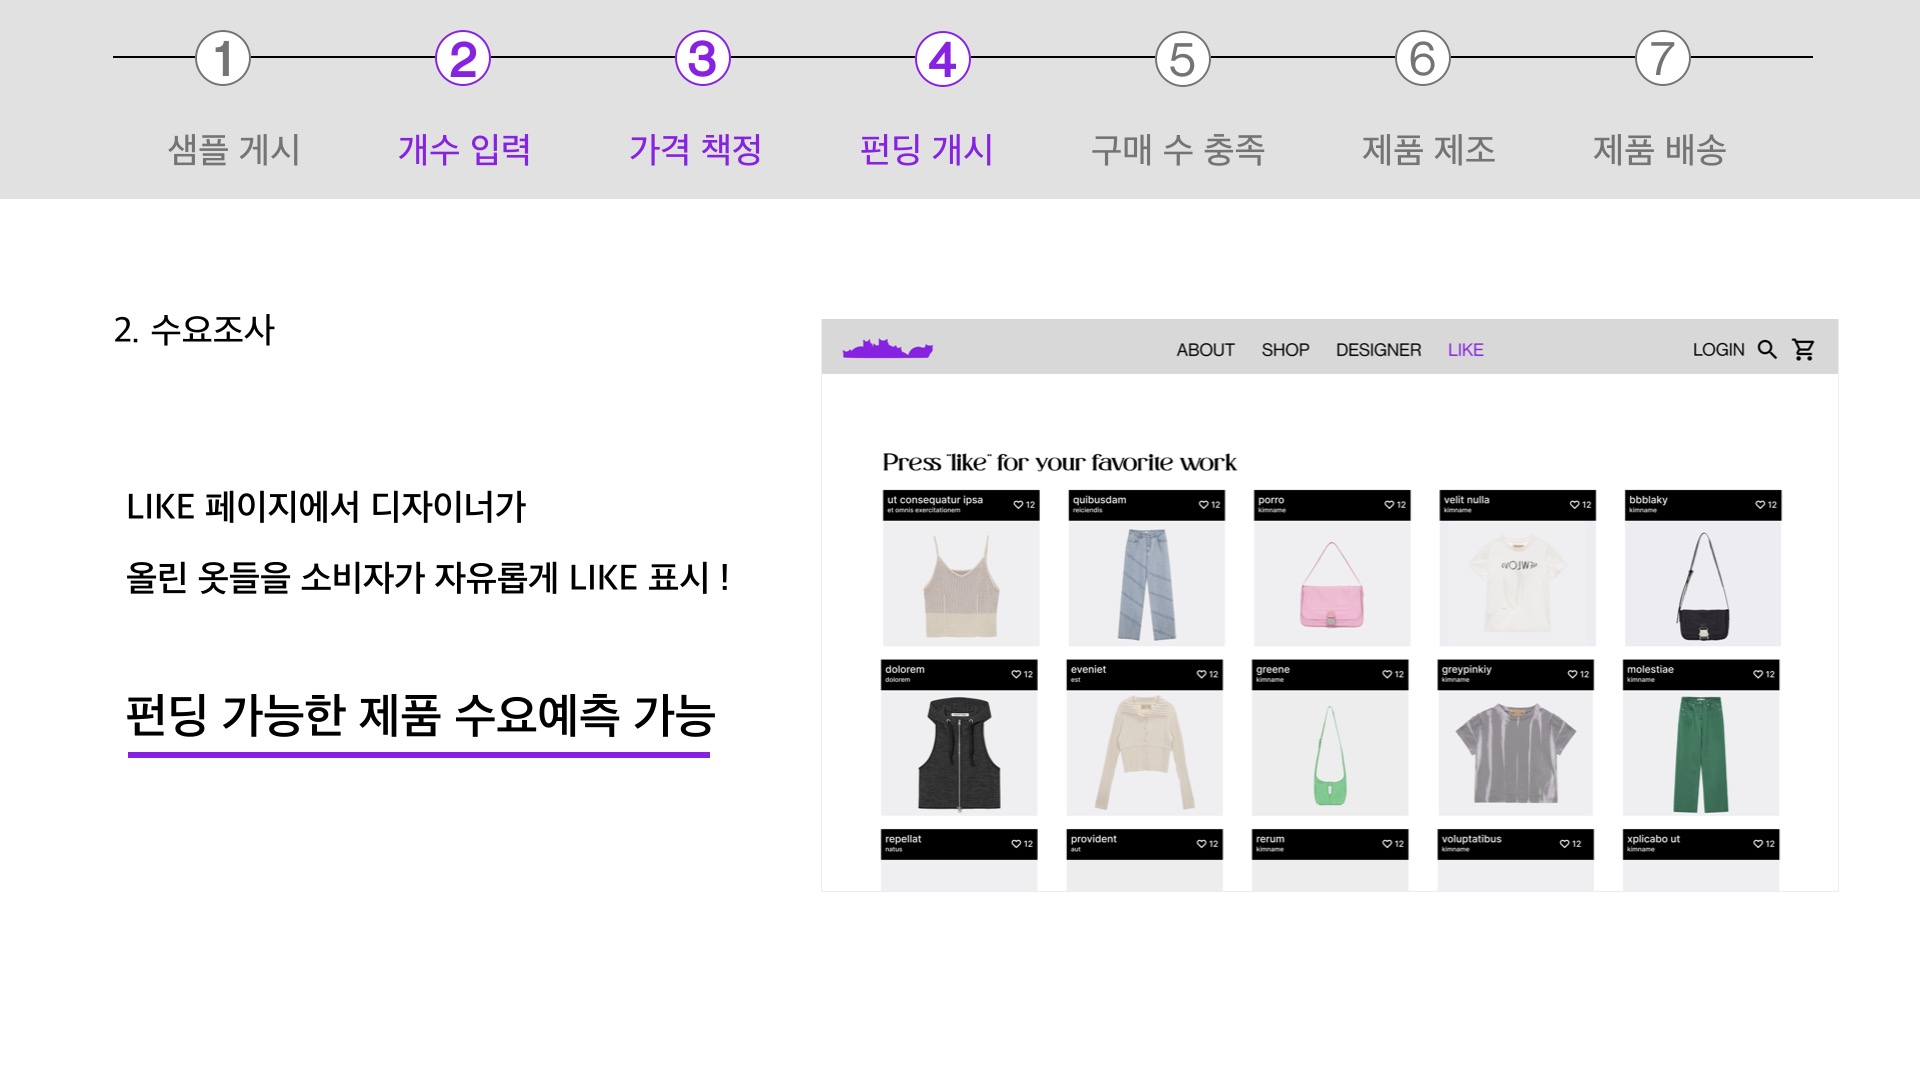 1 2 3 4 5 6 7
샘플 게시 개수 입력 가격 책정 펀딩 개시 구매 수 충족 제품 제조 제품 배송
2. 수요조사
LIKE 페이지에서 디자이너가
올린 옷들을 소비자가 자유롭게 LIKE 표시 !
펀딩 가능한 제품 수요예측 가능
ABOUT SHOP DESIGNER LIKE LOGIN
Press "like" for your favorite work
ut consequatur ipsa 12 quibusdam 12 porro 12 velit nulla 12 bbblaky 12
et omnis exercitationem reiciendis kimname kimname kimname
dolorem 12 eveniet 12 greene 12 greypinkiy 12 molestiae 12
dolorem est kimname kimname kimname
repellat 12 provident 12 rerum 12 voluptatibus 12 xplicabo ut 12
natus aut kimname kimname kimname